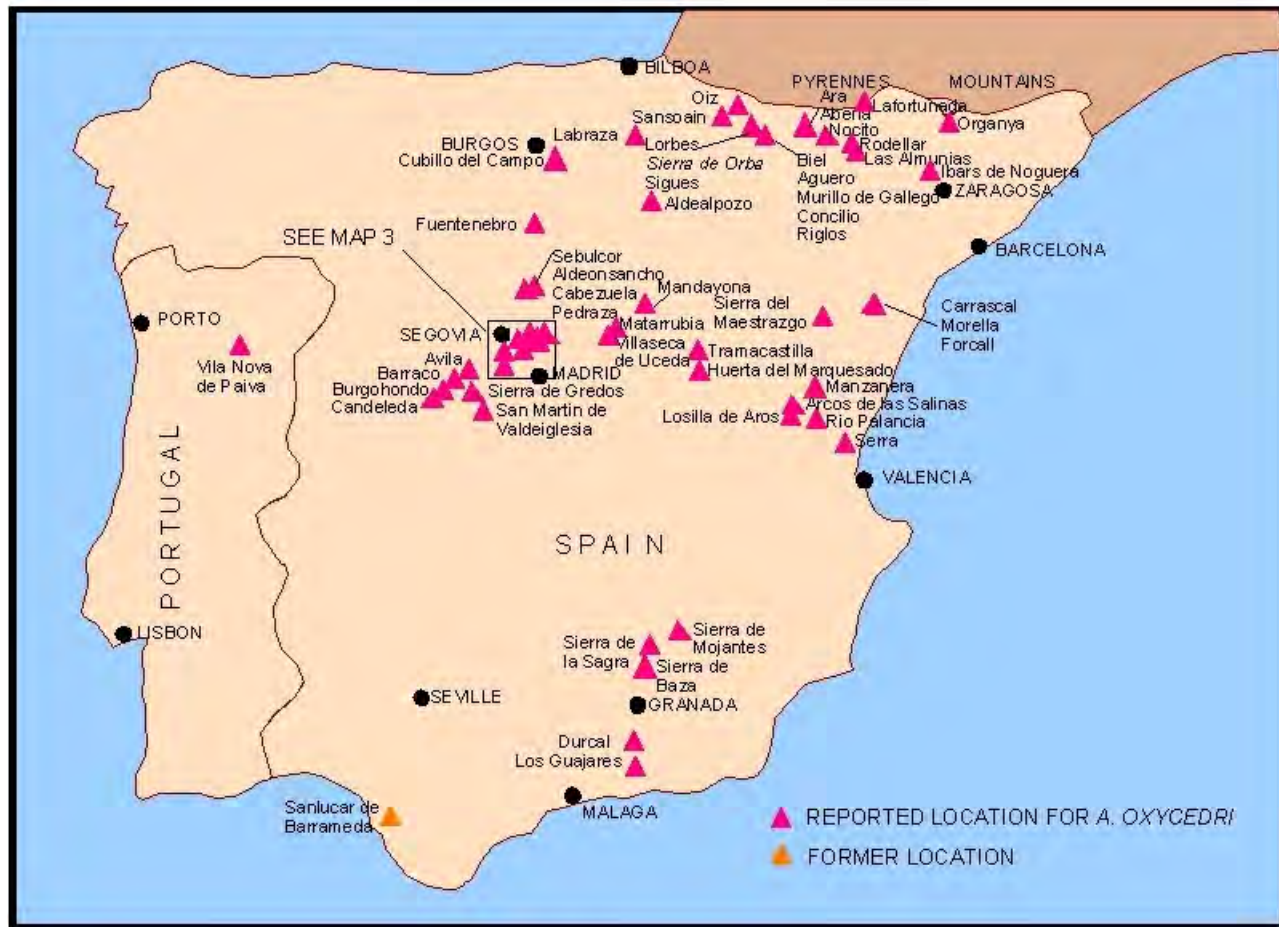 BILBOA
PYRENNES
MOUNTAINS
Oiz
Ara
Lafortunada
Sansoain
Abena
Organya
Labraza
Nocito
BURGOS
Lorbes
Rodellar
Cubillo del Campo
Sierra de Orba
Las Almunias
Biel
Ibars de Noguera
Sigues
Aguero
ZARAGOSA
Aldealpozo
Murillo de Gallego
Concilio
Riglos
Fuentenebro
SEE MAP 3
BARCELONA
Sebulcor
Aldeonsancho
Cabezuela
Pedraza
Mandayona
Sierra del
Maestrazgo
Carrascal
Morella
Forcall
PORTO
SEGOVIA
Matarrubia
Villaseca
de Uceda
Tramacastilla
Huerta del Marquesado
Vila Nova
de Paiva
Avila
MADRID
Barraco
Burgohondo
Candeleda
Sierra de Gredos
San Martin de
Valdeiglesia
Manzanera
Arcos de las Salinas
Losilla de Aros
Rio Palancia
Serra
VALENCIA
PORTUGAL
SPAIN
LISBON
Sierra de
Mojantes
Sierra de
la Sagra
Sierra de
Baza
SEVILLE
GRANADA
Durcal
Los Guajares
Sanlucar de
Barrameda
MALAGA
REPORTED LOCATION FOR A. OXYCEDRI
FORMER LOCATION